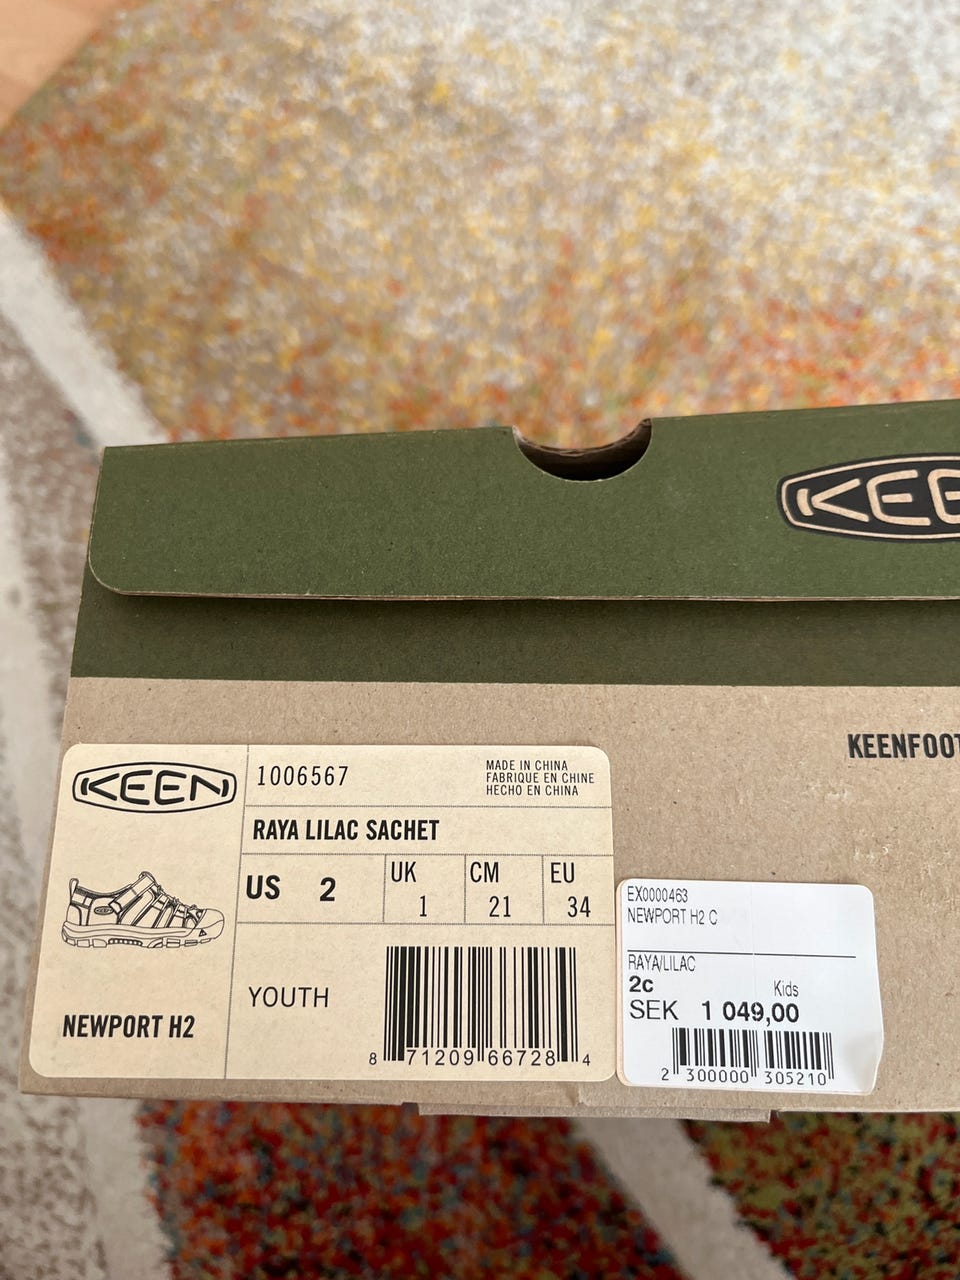 KEEN
KEENFOOT
KEEN
1006567
MADE IN CHINA
FABRIQUE EN CHINE
HECHO EN CHINA
RAYA LILAC SACHET
US 2
UK 1
CM 21
EU 34
YOUTH
NEWPORT H2
8 71209 66728 4
EX0000463
NEWPORT H2 C
RAYA/LILAC
2c Kids
SEK 1 049,00
2 300000 305210